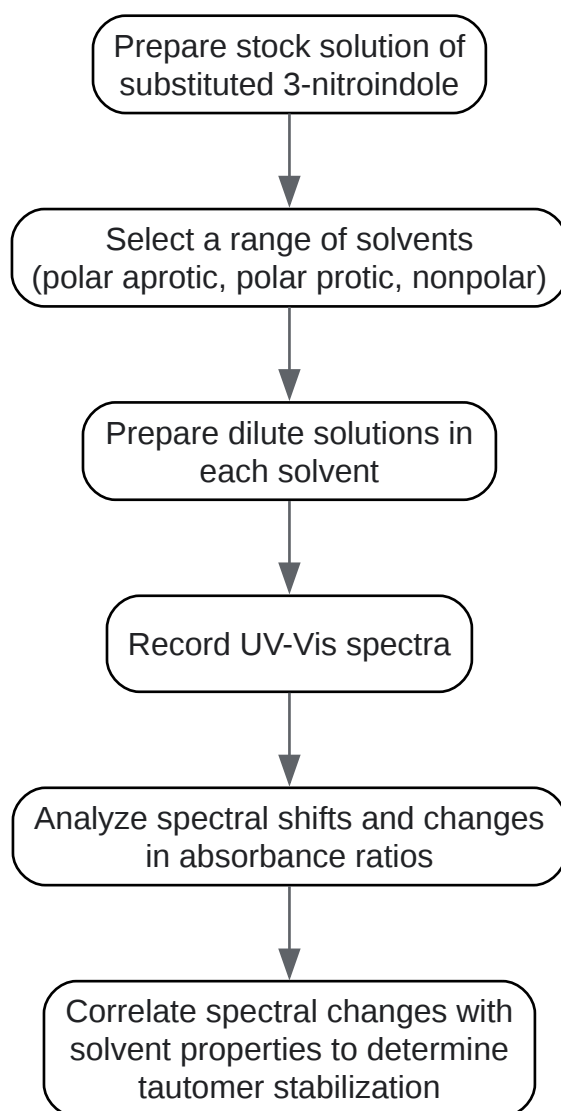 Prepare stock solution of
substituted 3-nitroindole
Select a range of solvents
(polar aprotic, polar protic, nonpolar)
Prepare dilute solutions in
each solvent
Record UV-Vis spectra
Analyze spectral shifts and changes
in absorbance ratios
Correlate spectral changes with
solvent properties to determine
tautomer stabilization